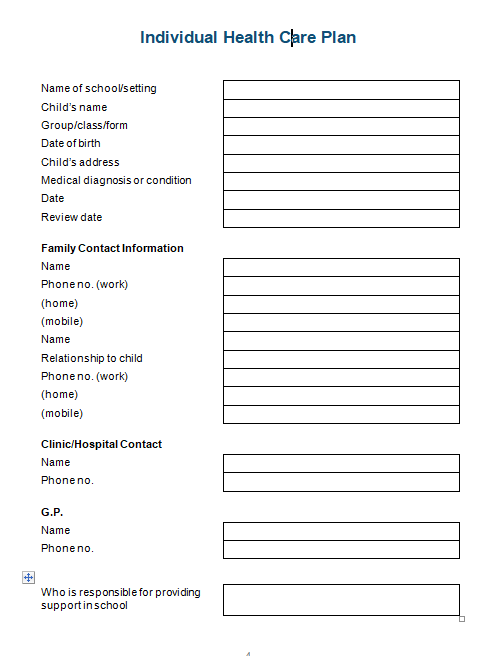 Individual Health Care Plan
Name of school/setting
Child's name
Group/class/form
Date of birth
Child's address
Medical diagnosis or condition
Date
Review date
Family Contact Information
Name
Phone no. (work)
(home)
(mobile)
Name
Relationship to child
Phone no. (work)
(home)
(mobile)
Clinic/Hospital Contact
Name
Phone no.
G.P.
Name
Phone no.
Who is responsible for providing
support in school